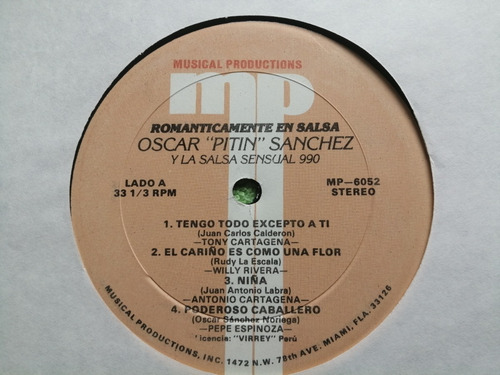 MUSICAL PRODUCTIONS
mp
ROMANTICAMENTE EN SALSA
OSCAR "PITIN" SANCHEZ
Y LA SALSA SENSUAL 990
LADO A
33 1/3 RPM
MP-6052
STEREO
1. TENGO TODO EXCEPTO A TI
(Juan Carlos Calderon)
—TONY CARTAGENA—
2. EL CARIÑO ES COMO UNA FLOR
(Rudy La Escala)
—WILLY RIVERA—
3. NIÑA
(Juan Antonio Labra)
—ANTONIO CARTAGENA—
4. PODEROSO CABALLERO
(Oscar Sánchez Noriega)
—PEPE ESPINOZA—
Licencia: "VIRREY" Perú
MUSICAL PRODUCTIONS, INC. 1472 N.W. 78th AVE. MIAMI, FLA. 33126